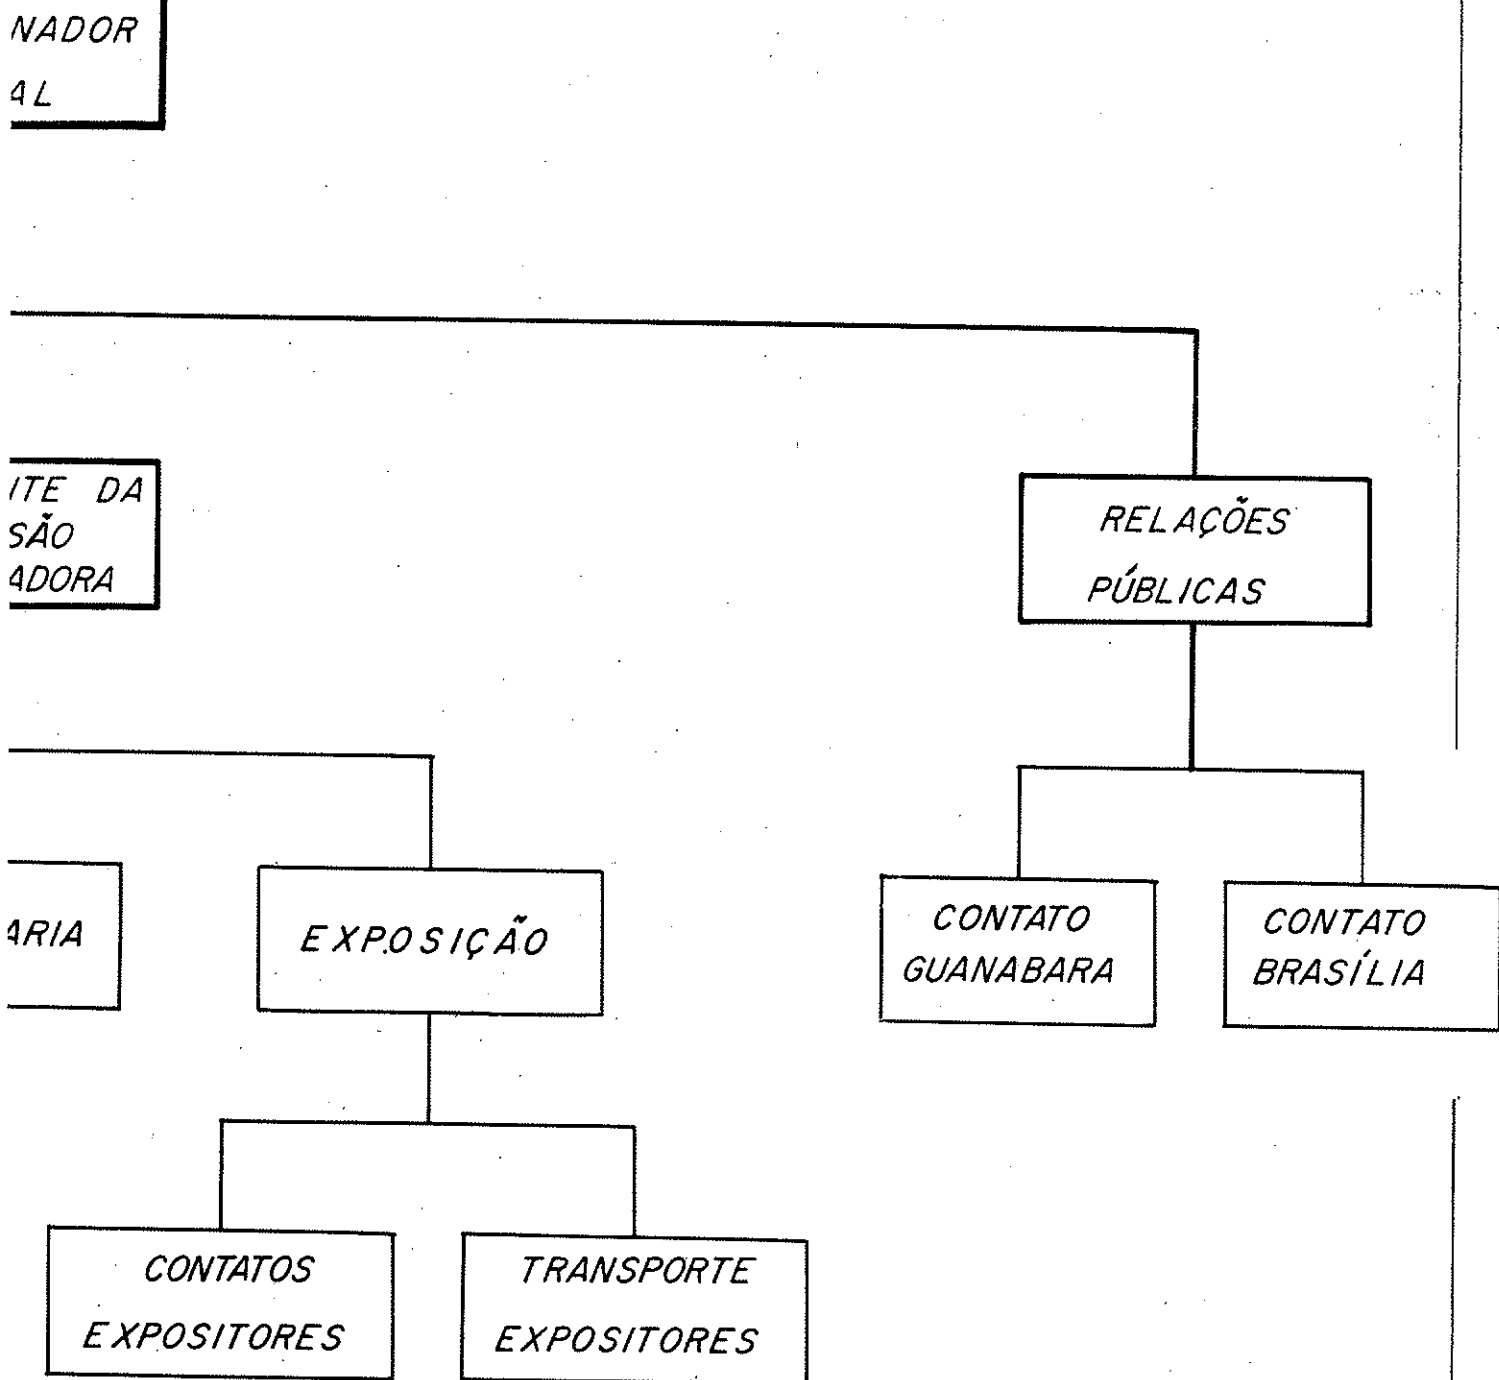 NADOR
AL
ITE DA
SÃO
ADORA
RELAÇÕES
PÚBLICAS
ARIA
EXPOSIÇÃO
CONTATO
GUANABARA
CONTATO
BRASÍLIA
CONTATOS
EXPOSITORES
TRANSPORTE
EXPOSITORES